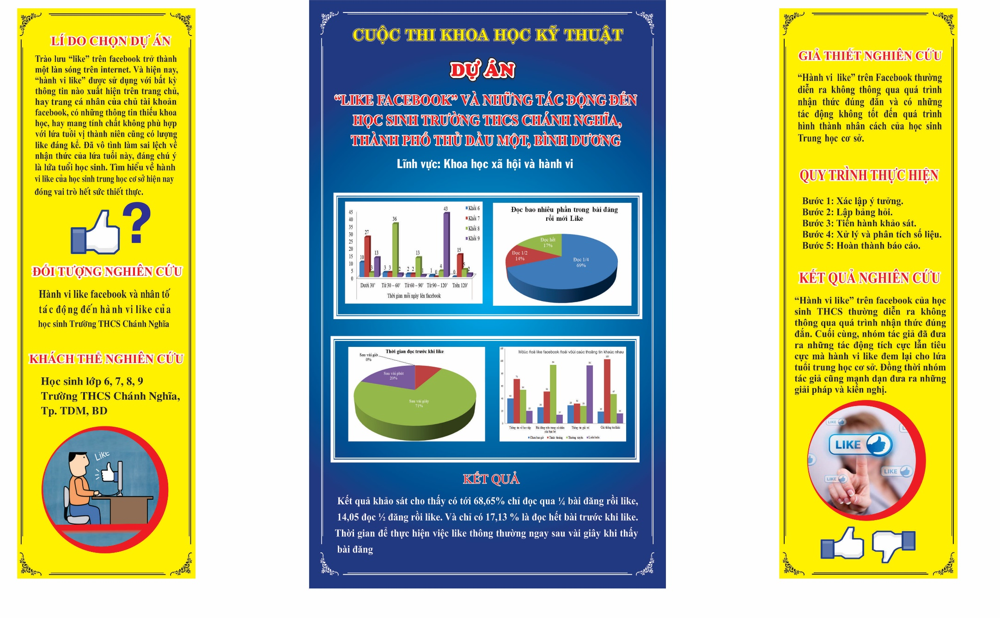 LÍ DO CHỌN DỰ ÁN
Trào lưu “like” trên facebook trở thành
một làn sóng trên internet. Và hiện nay,
“hành vi like” được sử dụng với bất kỳ
thông tin nào xuất hiện trên trang chủ,
hay trang cá nhân của chủ tài khoản
facebook, có những thông tin thiếu khoa
học, hay mang tính chất không phù hợp
với lứa tuổi vị thành niên cũng có lượng
like đáng kể. Đã vô tình làm sai lệch về
nhận thức của lứa tuổi này, đáng chú ý
là lứa tuổi học sinh. Tìm hiểu về hành
vi like của học sinh trung học cơ sở hiện nay
đóng vai trò hết sức thiết thực.
?
ĐỐI TƯỢNG NGHIÊN CỨU
Hành vi like facebook và nhân tố
tác động đến hành vi like của
học sinh Trường THCS Chánh Nghĩa
KHÁCH THỂ NGHIÊN CỨU
Học sinh lớp 6, 7, 8, 9
Trường THCS Chánh Nghĩa,
Tp. TDM, BD
Like
CUỘC THI KHOA HỌC KỸ THUẬT
DỰ ÁN
“LIKE FACEBOOK” VÀ NHỮNG TÁC ĐỘNG ĐẾN
HỌC SINH TRƯỜNG THCS CHÁNH NGHĨA,
THÀNH PHỐ THỦ DẦU MỘT, BÌNH DƯƠNG
Lĩnh vực: Khoa học xã hội và hành vi
45
40
35
30
25
20
15
10
5
0
10 27 3 13
3 3 36 2
2 2 13 1
1 0 4 43
0 15 5 2
Khối 6
Khối 7
Khối 8
Khối 9
Dưới 30’ Từ 30 – 60’ Từ 60 – 90’ Từ 90 – 120’ Trên 120’
Thời gian mỗi ngày lên facebook
Đọc bao nhiêu phần trong bài đăng
rồi mới Like
Đọc hết
17%
Đọc 1/2
14%
Đọc 1/4
69%
Thời gian đọc trước khi like
Sau vài giờ
0%
Sau vài phút
20%
Sau vài giây
71%
Möùc ñoä like facebook ñoái vôùi caùc thoâng tin khaùc nhau
120
100
80
60
40
20
0
40 71 54 20
26 51 94 14
29 32 28 93
19 103 47 16
Thông tin về học tập
Bài đăng trên trang cá nhân
của bạn bè
Thông tin giải trí
Các thông tin khác
Chưa bao giờ Thỉnh thoảng Thường xuyên Luôn luôn
KẾT QUẢ
Kết quả khảo sát cho thấy có tới 68,65% chỉ đọc qua ¼ bài đăng rồi like,
14,05 đọc ½ đăng rồi like. Và chỉ có 17,13 % là đọc hết bài trước khi like.
Thời gian để thực hiện việc like thông thường ngay sau vài giây khi thấy
bài đăng
GIẢ THIẾT NGHIÊN CỨU
“Hành vi like” trên Facebook thường
diễn ra không thông qua quá trình
nhận thức đúng đắn và có những
tác động không tốt đến quá trình
hình thành nhân cách của học sinh
Trung học cơ sở.
QUY TRÌNH THỰC HIỆN
Bước 1: Xác lập ý tưởng.
Bước 2: Lập bảng hỏi.
Bước 3: Tiến hành khảo sát.
Bước 4: Xử lý và phân tích số liệu.
Bước 5: Hoàn thành báo cáo.
KẾT QUẢ NGHIÊN CỨU
“Hành vi like” trên facebook của học
sinh THCS thường diễn ra không
thông qua quá trình nhận thức đúng
đắn. Cuối cùng, nhóm tác giả đã đưa
ra những tác động tích cực lẫn tiêu
cực mà hành vi like đem lại cho lứa
tuổi trung học cơ sở. Đồng thời nhóm
tác giả cũng mạnh dạn đưa ra những
giải pháp và kiến nghị.
LIKE
LIKE
LIKE
LIKE